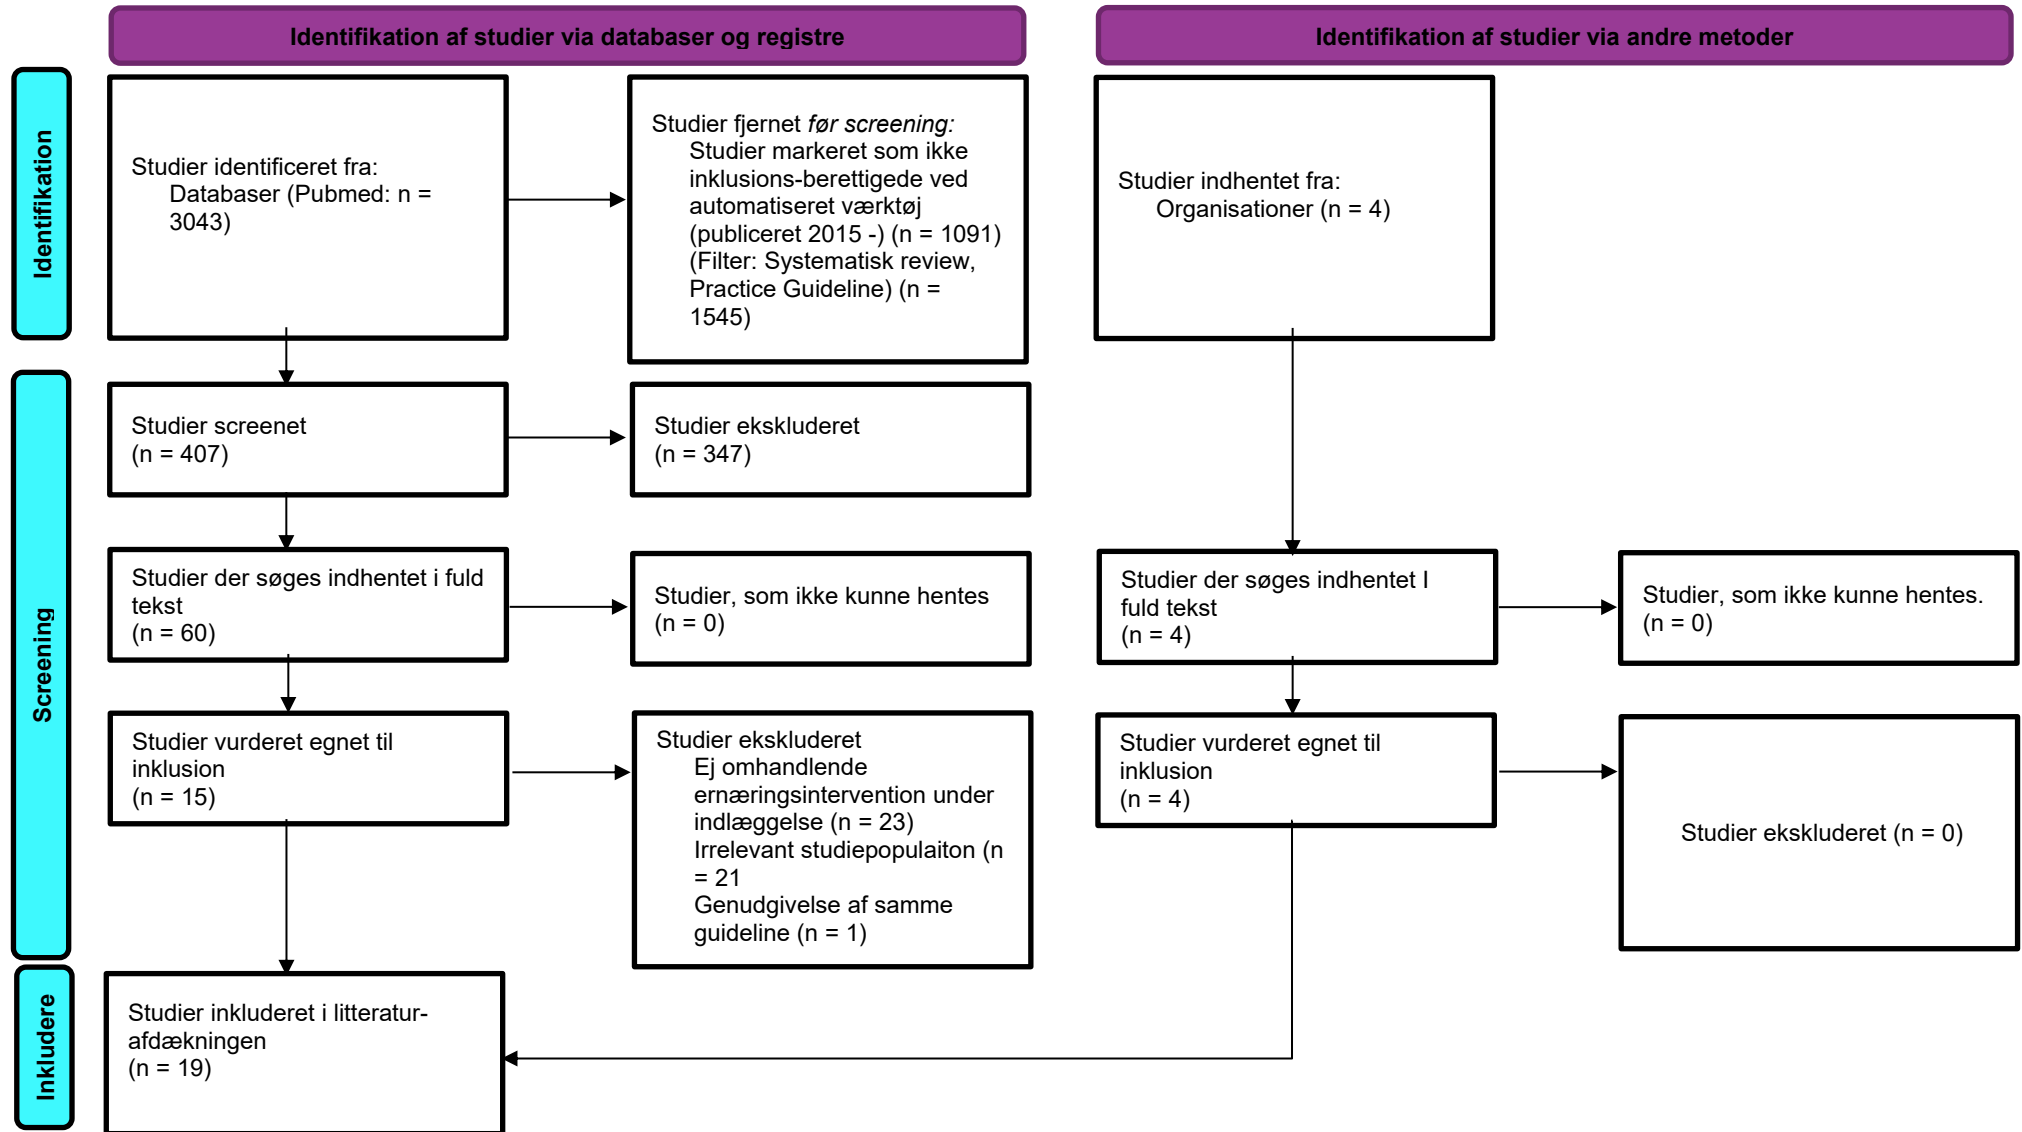 Identifikation af studier via databaser og registre
Identifikation af studier via andre metoder
Identifikation
Studier identificeret fra:
Databaser (Pubmed: n =
3043)
Studier fjernet før screening:
Studier markeret som ikke
inklusions-berettigede ved
automatiseret værktøj
(publiceret 2015 -) (n = 1091)
(Filter: Systematisk review,
Practice Guideline) (n =
1545)
Studier indhentet fra:
Organisationer (n = 4)
Screening
Studier screenet
(n = 407)
Studier ekskluderet
(n = 347)
Studier der søges indhentet i fuld
tekst
(n = 60)
Studier, som ikke kunne hentes
(n = 0)
Studier der søges indhentet I
fuld tekst
(n = 4)
Studier, som ikke kunne hentes.
(n = 0)
Studier vurderet egnet til
inklusion
(n = 15)
Studier ekskluderet
Ej omhandlende
ernæringsintervention under
indlæggelse (n = 23)
Irrelevant studiepopulaiton (n
= 21
Genudgivelse af samme
guideline (n = 1)
Studier vurderet egnet til
inklusion
(n = 4)
Studier ekskluderet (n = 0)
Inkludere
Studier inkluderet i litteratur-
afdækningen
(n = 19)